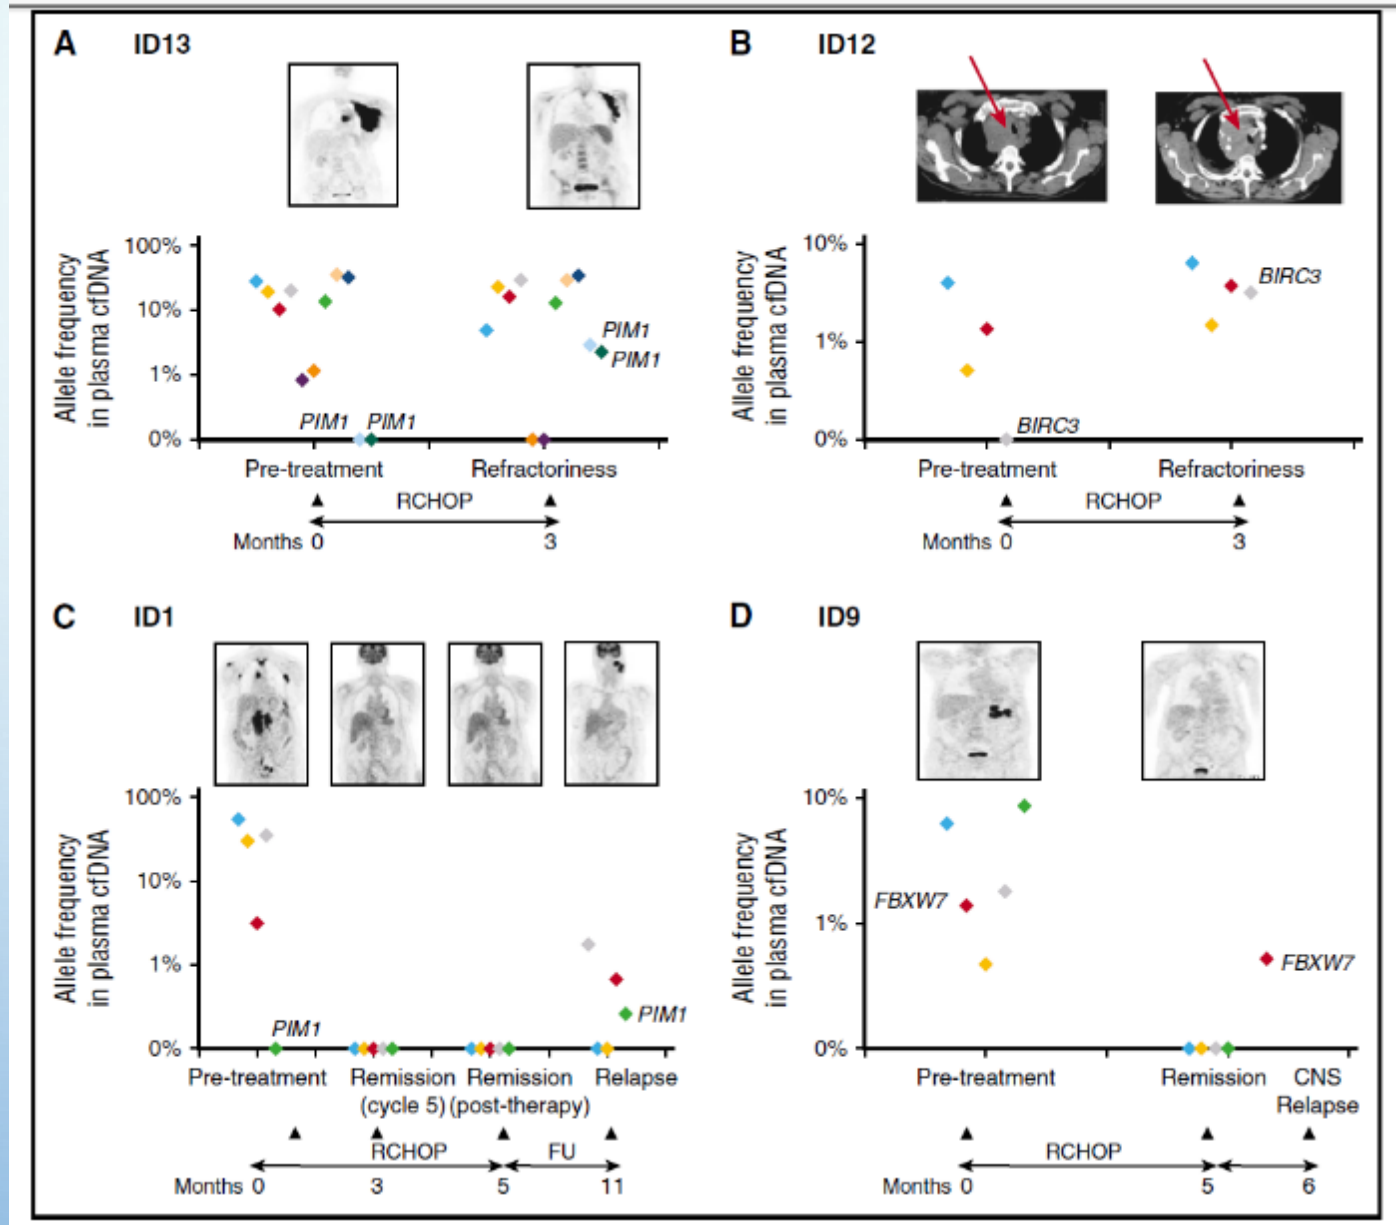 A ID13
Allele frequency
in plasma cfDNA
100%
10%
1%
0%
PIM1 PIM1
PIM1
PIM1
Pre-treatment Refractoriness
RCHOP
Months 0 3
B ID12
Allele frequency
in plasma cfDNA
10%
1%
0%
BIRC3
BIRC3
Pre-treatment Refractoriness
RCHOP
Months 0 3
C ID1
Allele frequency
in plasma cfDNA
100%
10%
1%
0%
PIM1
PIM1
Pre-treatment Remission Remission Relapse
(cycle 5) (post-therapy)
RCHOP FU
Months 0 3 5 11
D ID9
Allele frequency
in plasma cfDNA
10%
1%
0%
FBXW7
FBXW7
Pre-treatment Remission CNS
Relapse
RCHOP
Months 0 5 6